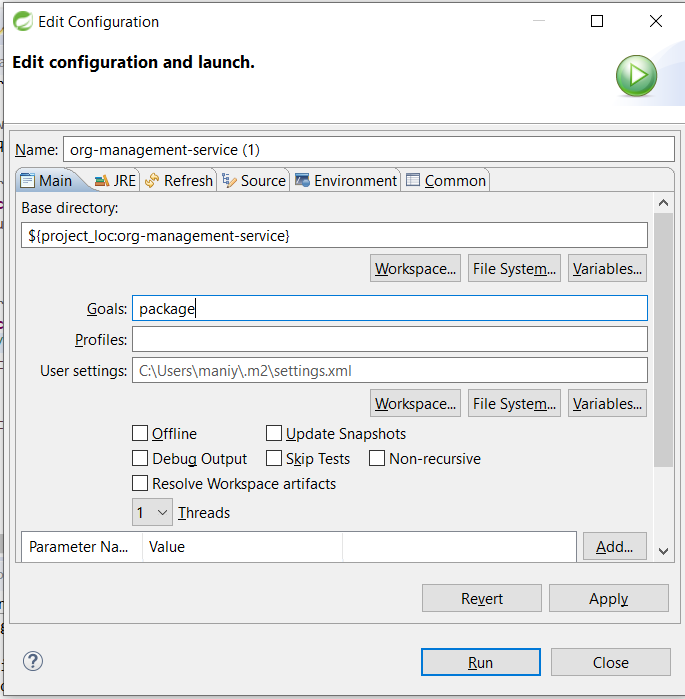 Edit Configuration
Edit configuration and launch.
Name: org-management-service (1)
Main JRE Refresh Source Environment Common
Base directory:
${project_loc:org-management-service}
Workspace... File System... Variables...
Goals: package
Profiles:
User settings: C:\Users\maniy\.m2\settings.xml
Workspace... File System... Variables...
Offline Update Snapshots
Debug Output Skip Tests Non-recursive
Resolve Workspace artifacts
1 Threads
Parameter Na... Value Add...
Revert Apply
? Run Close